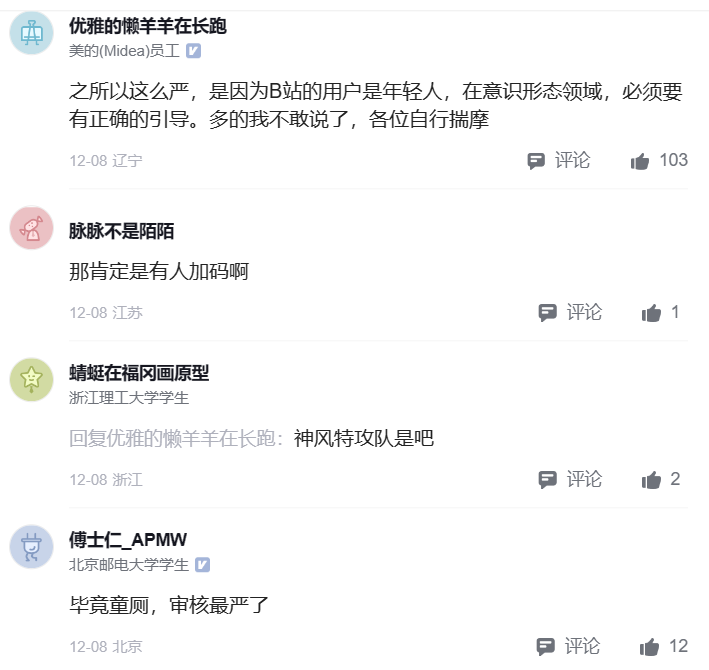 优雅的懒羊羊在长跑
美的(Midea)员工
之所以这么严，是因为B站的用户是年轻人，在意识形态领域，必须要
有正确的引导。多的我不敢说了，各位自行揣摩
12-08 辽宁
评论
103
脉脉不是陌陌
那肯定是有人加码啊
12-08 江苏
评论
1
蜻蜓在福冈画原型
浙江理工大学学生
回复优雅的懒羊羊在长跑：神风特攻队是吧
12-08 浙江
评论
2
傅士仁_APMW
北京邮电大学学生
毕竟童厕，审核最严了
12-08 北京
评论
12